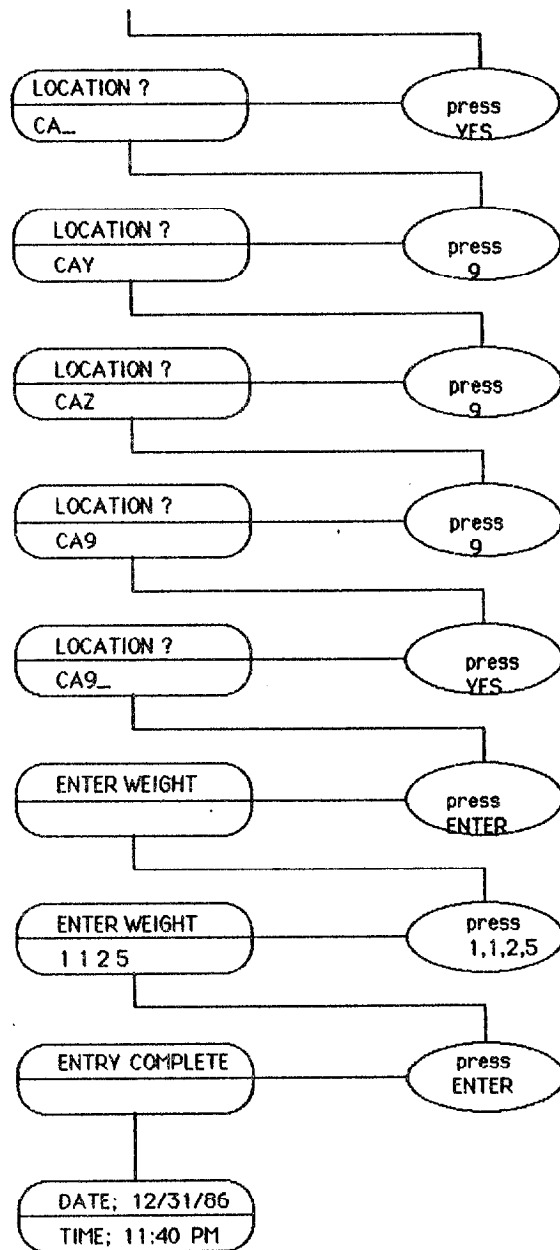 LOCATION ?
CA_
press
YES
LOCATION ?
CAY
press
9
LOCATION ?
CAZ
press
9
LOCATION ?
CA9
press
9
LOCATION ?
CA9_
press
YES
ENTER WEIGHT
press
ENTER
ENTER WEIGHT
1 1 2 5
press
1,1,2,5
ENTRY COMPLETE
press
ENTER
DATE; 12/31/86
TIME; 11:40 PM